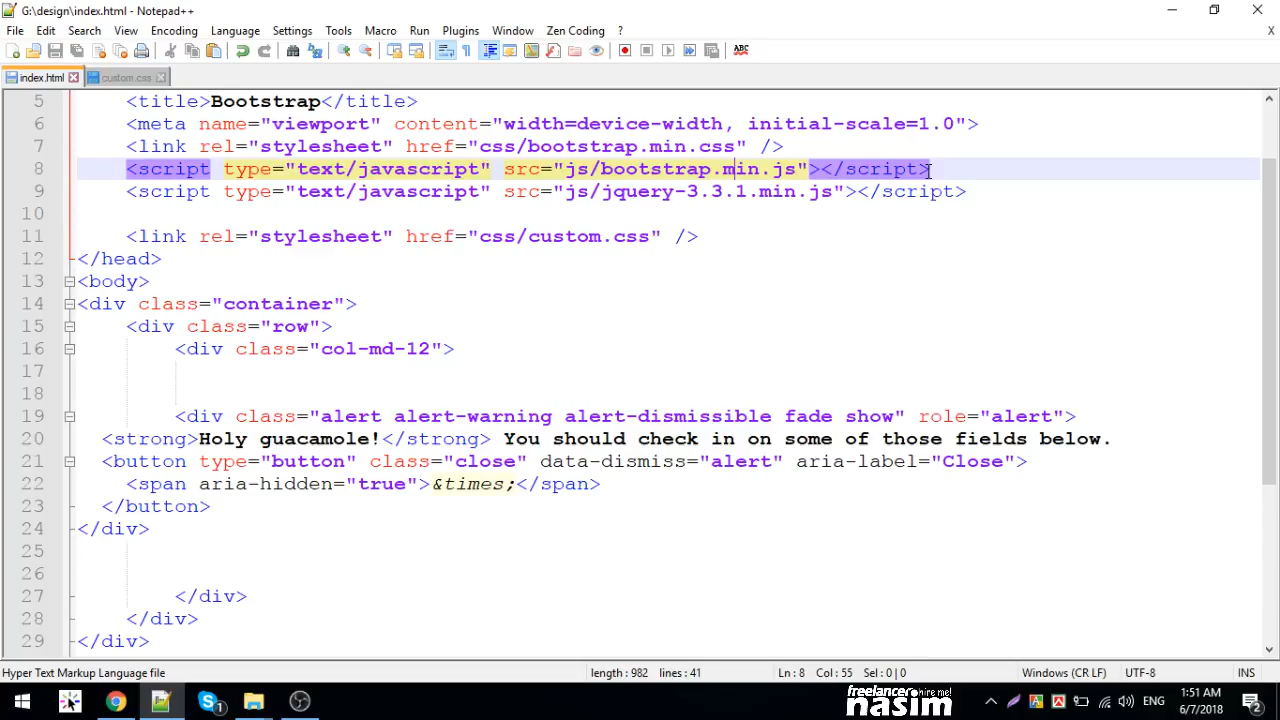 G:\design\index.html - Notepad++
File Edit Search View Encoding Language Settings Tools Macro Run Plugins Window Zen Coding ? X
ABC
index.html custom.css
5 <title>Bootstrap</title>
6 <meta name="viewport" content="width=device-width, initial-scale=1.0">
7 <link rel="stylesheet" href="css/bootstrap.min.css" />
8 <script type="text/javascript" src="js/bootstrap.min.js"></script>
9 <script type="text/javascript" src="js/jquery-3.3.1.min.js"></script>
10
11 <link rel="stylesheet" href="css/custom.css" />
12 </head>
13 <body>
14 <div class="container">
15 <div class="row">
16 <div class="col-md-12">
17
18
19 <div class="alert alert-warning alert-dismissible fade show" role="alert">
20 <strong>Holy guacamole!</strong> You should check in on some of those fields below.
21 <button type="button" class="close" data-dismiss="alert" aria-label="Close">
22 <span aria-hidden="true">&times;</span>
23 </button>
24 </div>
25
26
27 </div>
28 </div>
29 </div>
Hyper Text Markup Language file length : 982 lines : 41 Ln : 8 Col : 55 Sel : 0 | 0 Windows (CR LF) UTF-8 INS
freelancer hire me!
nasim
1 ENG 1:51 AM
6/7/2018 2